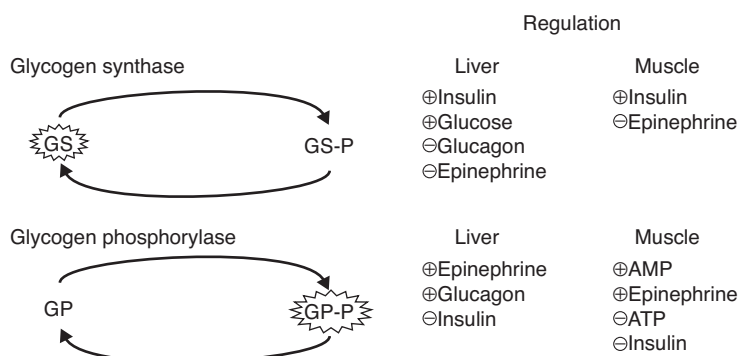 Regulation
Glycogen synthase
Liver
Muscle
GS
GS-P
⊕Insulin
⊕Glucose
⊖Glucagon
⊖Epinephrine
⊕Insulin
⊖Epinephrine
Glycogen phosphorylase
Liver
Muscle
GP
GP-P
⊕Epinephrine
⊕Glucagon
⊖Insulin
⊕AMP
⊕Epinephrine
⊖ATP
⊖Insulin